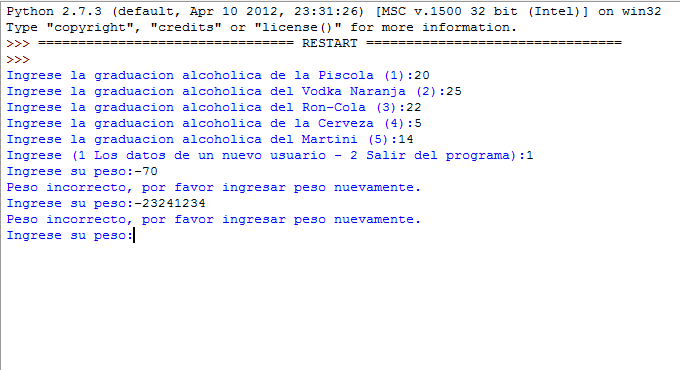 Python 2.7.3 (default, Apr 10 2012, 23:31:26) [MSC v.1500 32 bit (Intel)] on win32
Type "copyright", "credits" or "license()" for more information.
>>> ================================ RESTART ================================
>>>
Ingrese la graduacion alcoholica de la Piscola (1):20
Ingrese la graduacion alcoholica del Vodka Naranja (2):25
Ingrese la graduacion alcoholica del Ron-Cola (3):22
Ingrese la graduacion alcoholica de la Cerveza (4):5
Ingrese la graduacion alcoholica del Martini (5):14
Ingrese (1 Los datos de un nuevo usuario - 2 Salir del programa):1
Ingrese su peso:-70
Peso incorrecto, por favor ingresar peso nuevamente.
Ingrese su peso:-23241234
Peso incorrecto, por favor ingresar peso nuevamente.
Ingrese su peso: